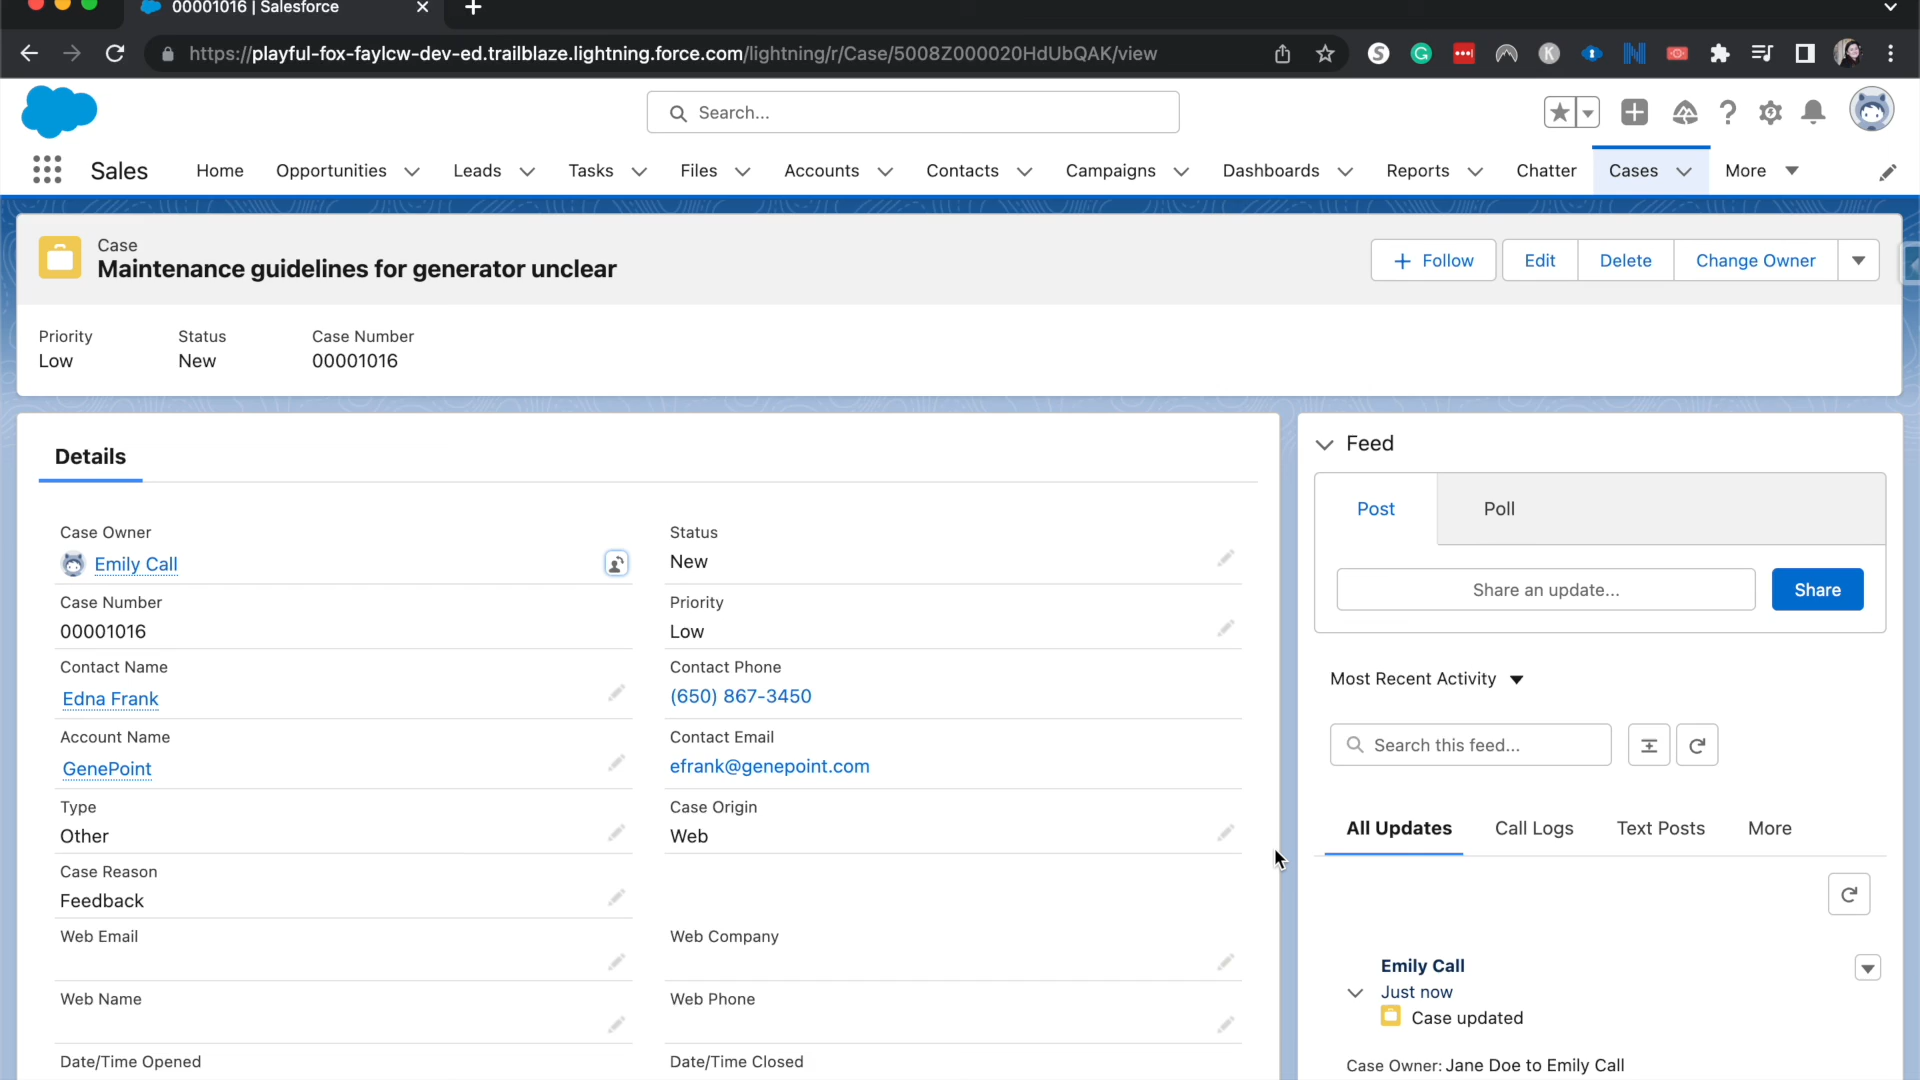 00001016 | Salesforce
https://playful-fox-faylcw-dev-ed.trailblaze.lightning.force.com/lightning/r/Case/5008Z000020HdUbQAK/view
Search...
Sales
Home
Opportunities
Leads
Tasks
Files
Accounts
Contacts
Campaigns
Dashboards
Reports
Chatter
Cases
More
Case
Maintenance guidelines for generator unclear
Follow
Edit
Delete
Change Owner
Priority
Low
Status
New
Case Number
00001016
Details
Case Owner
Emily Call
Status
New
Case Number
00001016
Priority
Low
Contact Name
Edna Frank
Contact Phone
(650) 867-3450
Account Name
GenePoint
Contact Email
efrank@genepoint.com
Type
Other
Case Origin
Web
Case Reason
Feedback
Web Email
Web Company
Web Name
Web Phone
Date/Time Opened
Date/Time Closed
Feed
Post
Poll
Share an update...
Share
Most Recent Activity
Search this feed...
All Updates
Call Logs
Text Posts
More
Emily Call
Just now
Case updated
Case Owner: Jane Doe to Emily Call